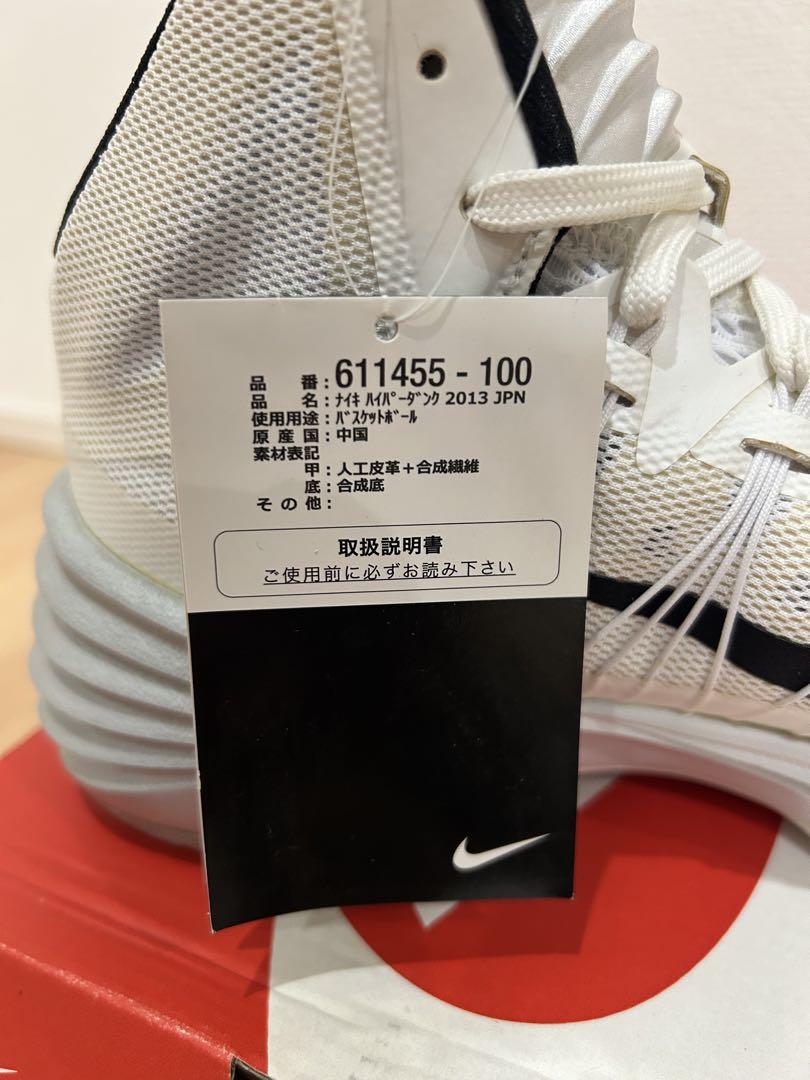 品番：611455 - 100
品名：ﾅｲｷ ﾊｲﾊﾟｰﾀﾞﾝｸ 2013 JPN
使用用途：ﾊﾞｽｹｯﾄﾎﾞｰﾙ
原産国：中国
素材表記
甲：人工皮革＋合成繊維
底：合成底
その他：
取扱説明書
ご使用前に必ずお読み下さい